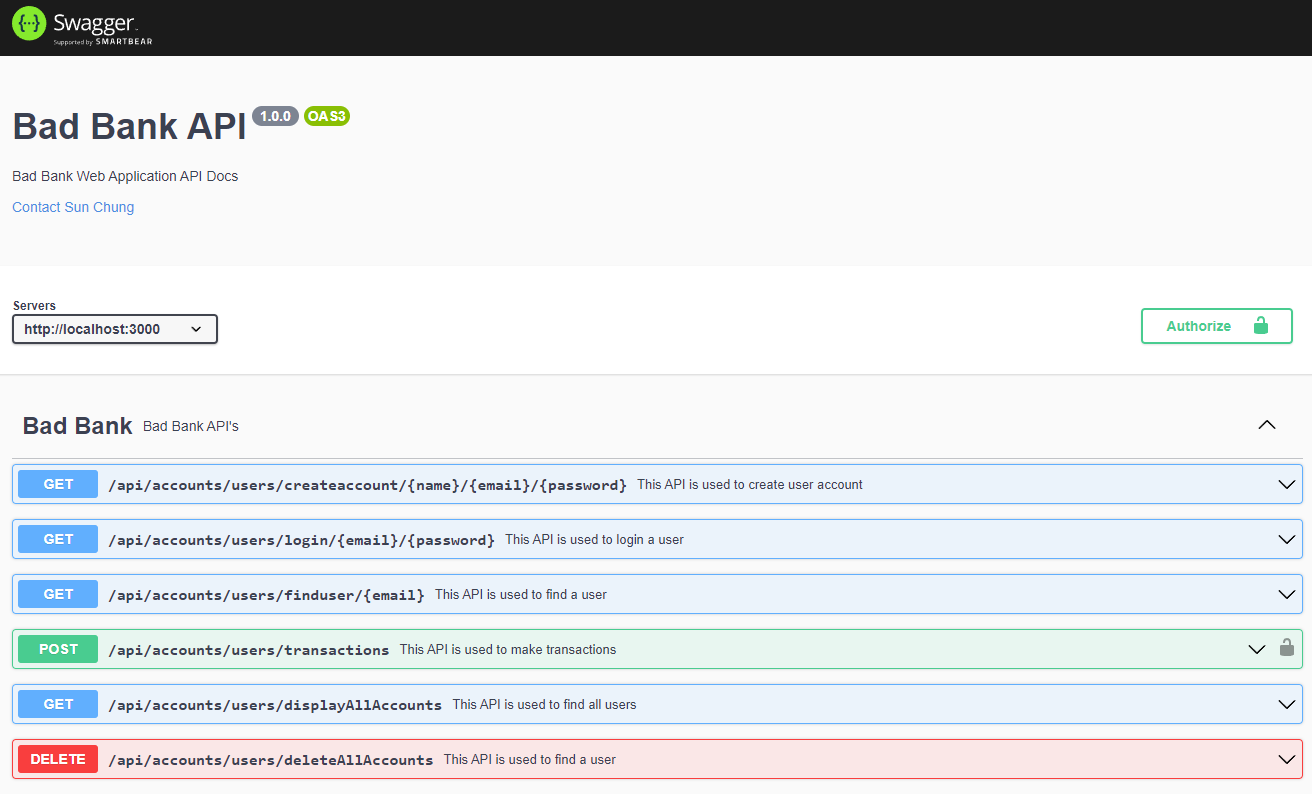 Swagger
Supported by SMARTBEAR
Bad Bank API 1.0.0 OAS3
Bad Bank Web Application API Docs
Contact Sun Chung
Servers
http://localhost:3000
Authorize
Bad Bank Bad Bank API's
GET /api/accounts/users/createaccount/{name}/{email}/{password} This API is used to create user account
GET /api/accounts/users/login/{email}/{password} This API is used to login a user
GET /api/accounts/users/finduser/{email} This API is used to find a user
POST /api/accounts/users/transactions This API is used to make transactions
GET /api/accounts/users/displayAllAccounts This API is used to find all users
DELETE /api/accounts/users/deleteAllAccounts This API is used to find a user